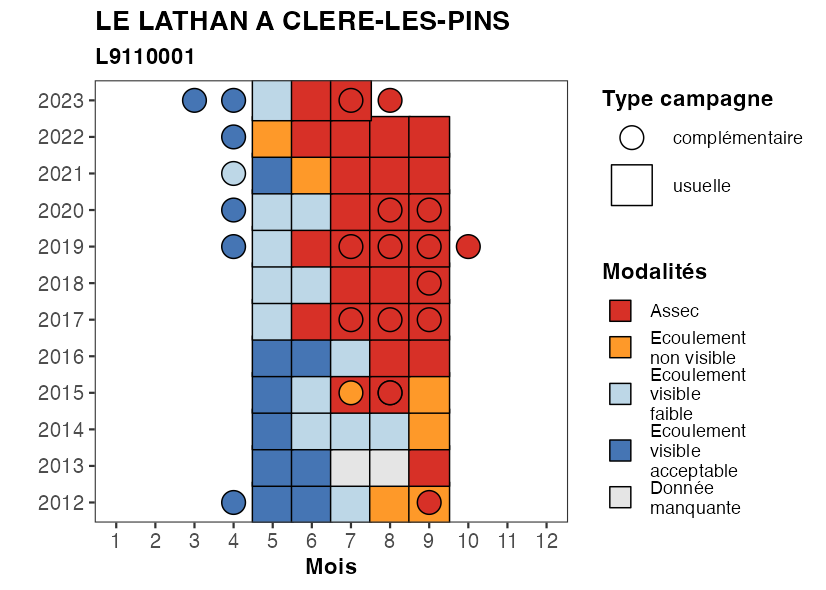 LE LATHAN A CLERE-LES-PINS
L9110001
2023
2022
2021
2020
2019
2018
2017
2016
2015
2014
2013
2012
1 2 3 4 5 6 7 8 9 10 11 12
Mois
Type campagne
complémentaire
usuelle
Modalités
Assec
Ecoulement
non visible
Ecoulement
visible
faible
Ecoulement
visible
acceptable
Donnée
manquante